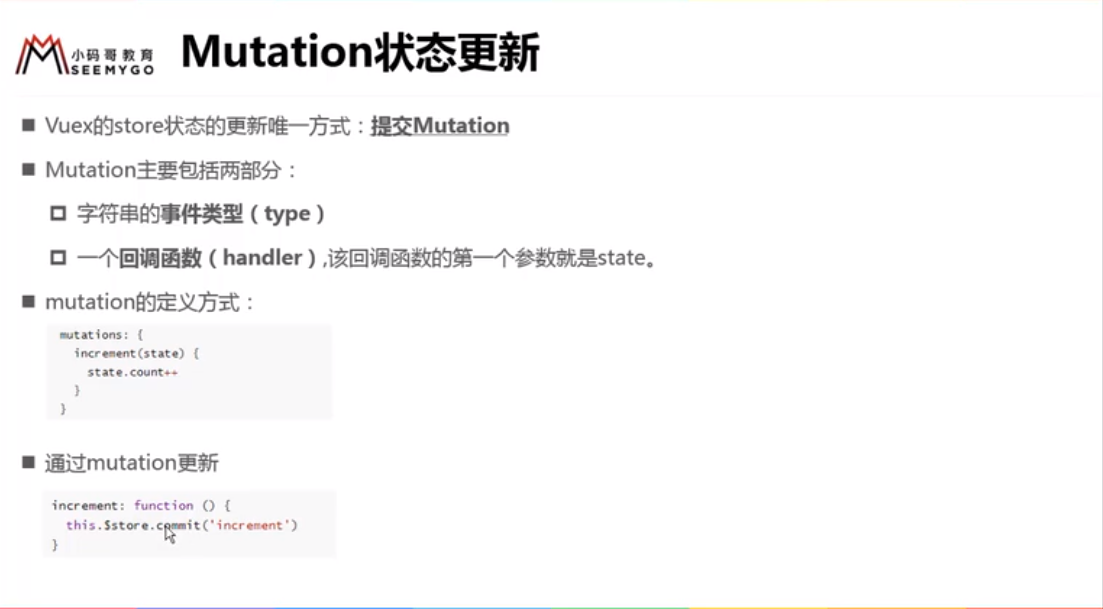 小码哥教育
SEEMYGO
Mutation状态更新
Vuex的store状态的更新唯一方式：提交Mutation
Mutation主要包括两部分：
字符串的事件类型（type）
一个回调函数（handler）,该回调函数的第一个参数就是state。
mutation的定义方式：
mutations: {
  increment(state) {
    state.count++
  }
}
通过mutation更新
increment: function () {
  this.$store.commit('increment')
}